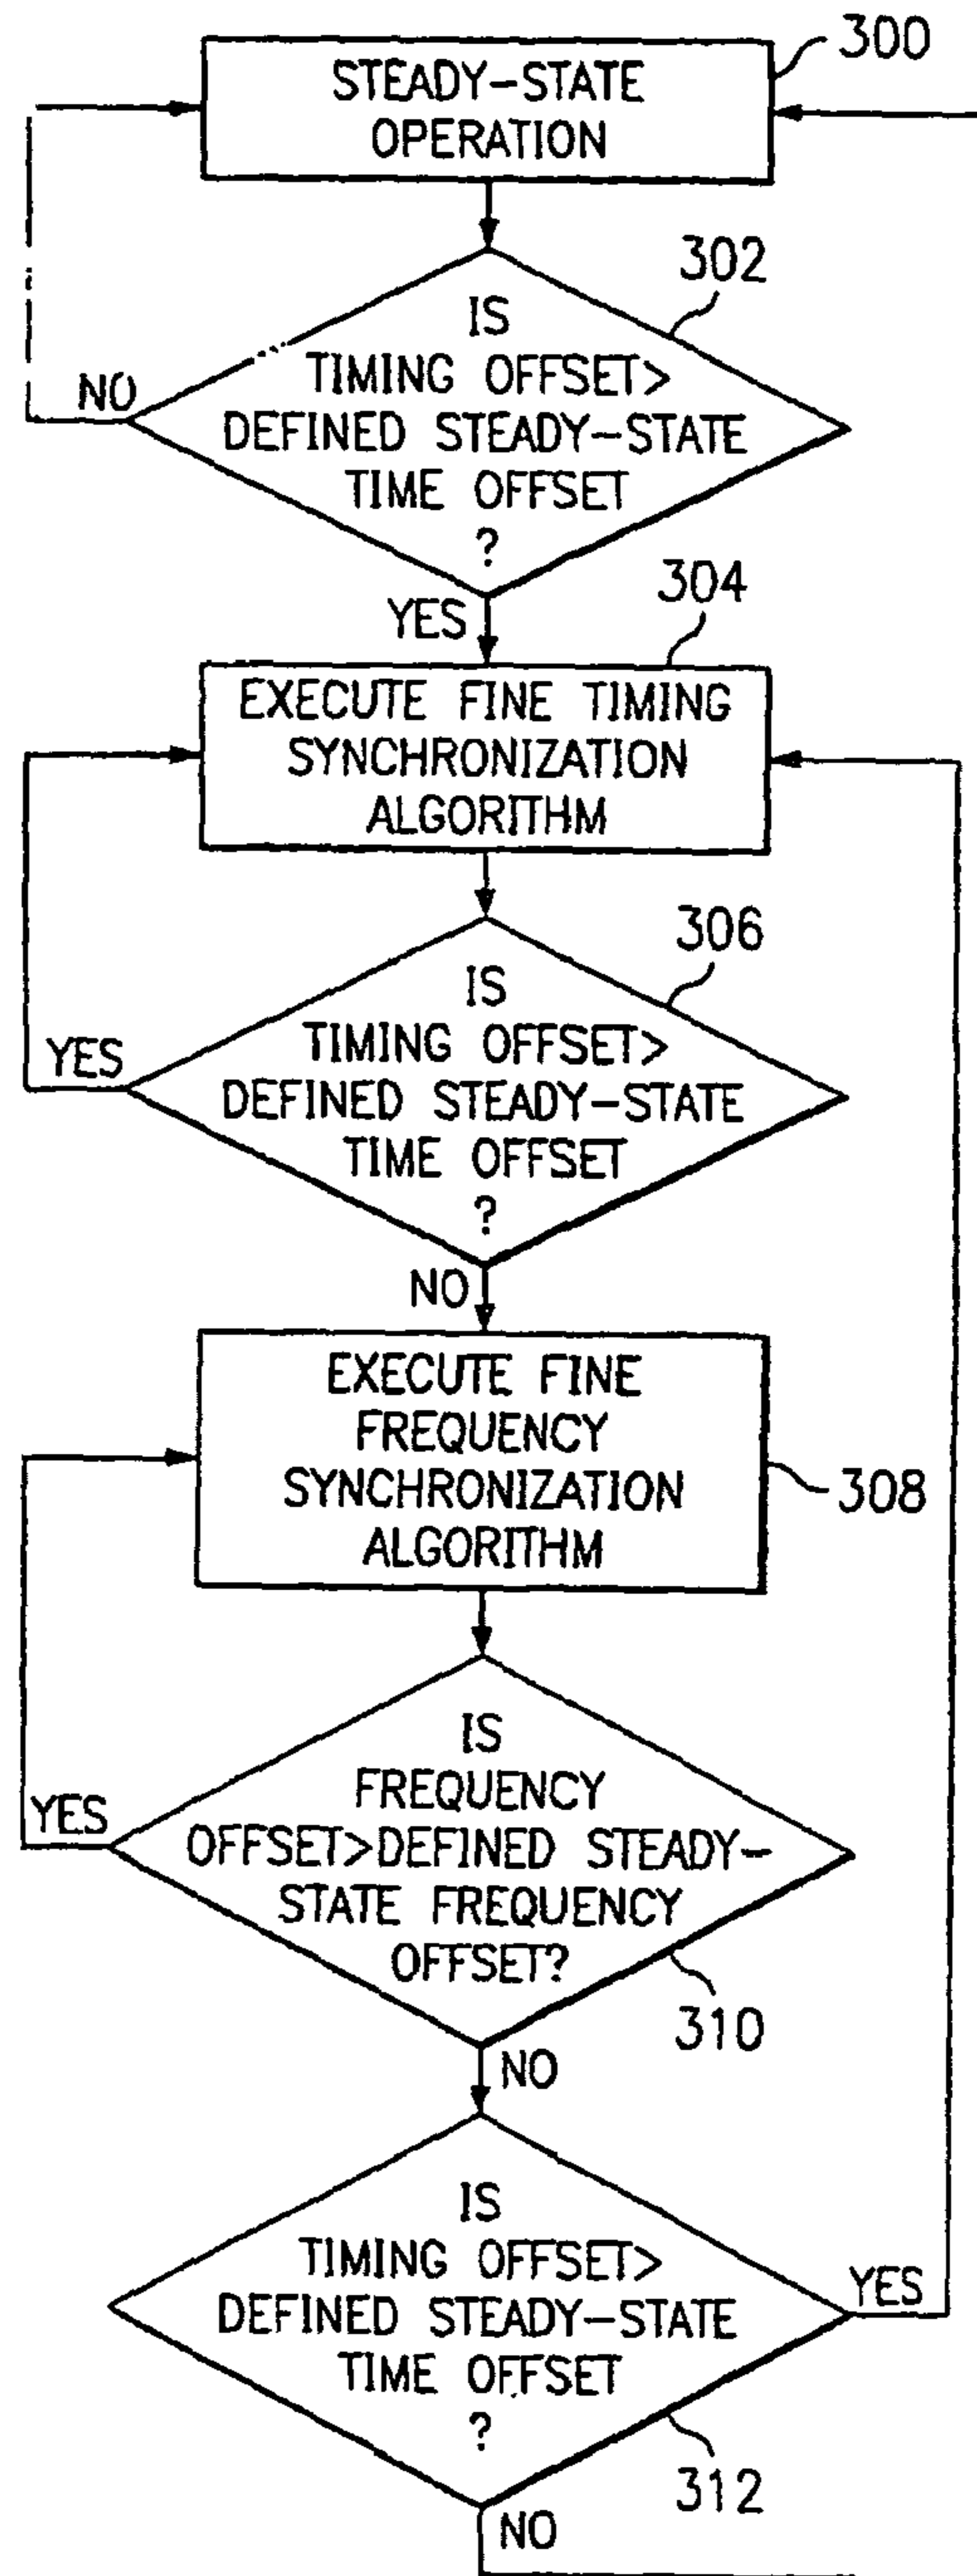 300
STEADY-STATE
OPERATION
302
IS
TIMING OFFSET>
DEFINED STEADY-STATE
TIME OFFSET
?
NO
YES
304
EXECUTE FINE TIMING
SYNCHRONIZATION
ALGORITHM
306
IS
TIMING OFFSET>
DEFINED STEADY-STATE
TIME OFFSET
?
YES
NO
EXECUTE FINE
FREQUENCY
SYNCHRONIZATION
ALGORITHM
308
IS
FREQUENCY
OFFSET>DEFINED STEADY-
STATE FREQUENCY
OFFSET?
YES
310
NO
IS
TIMING OFFSET>
DEFINED STEADY-STATE
TIME OFFSET
?
YES
312
NO